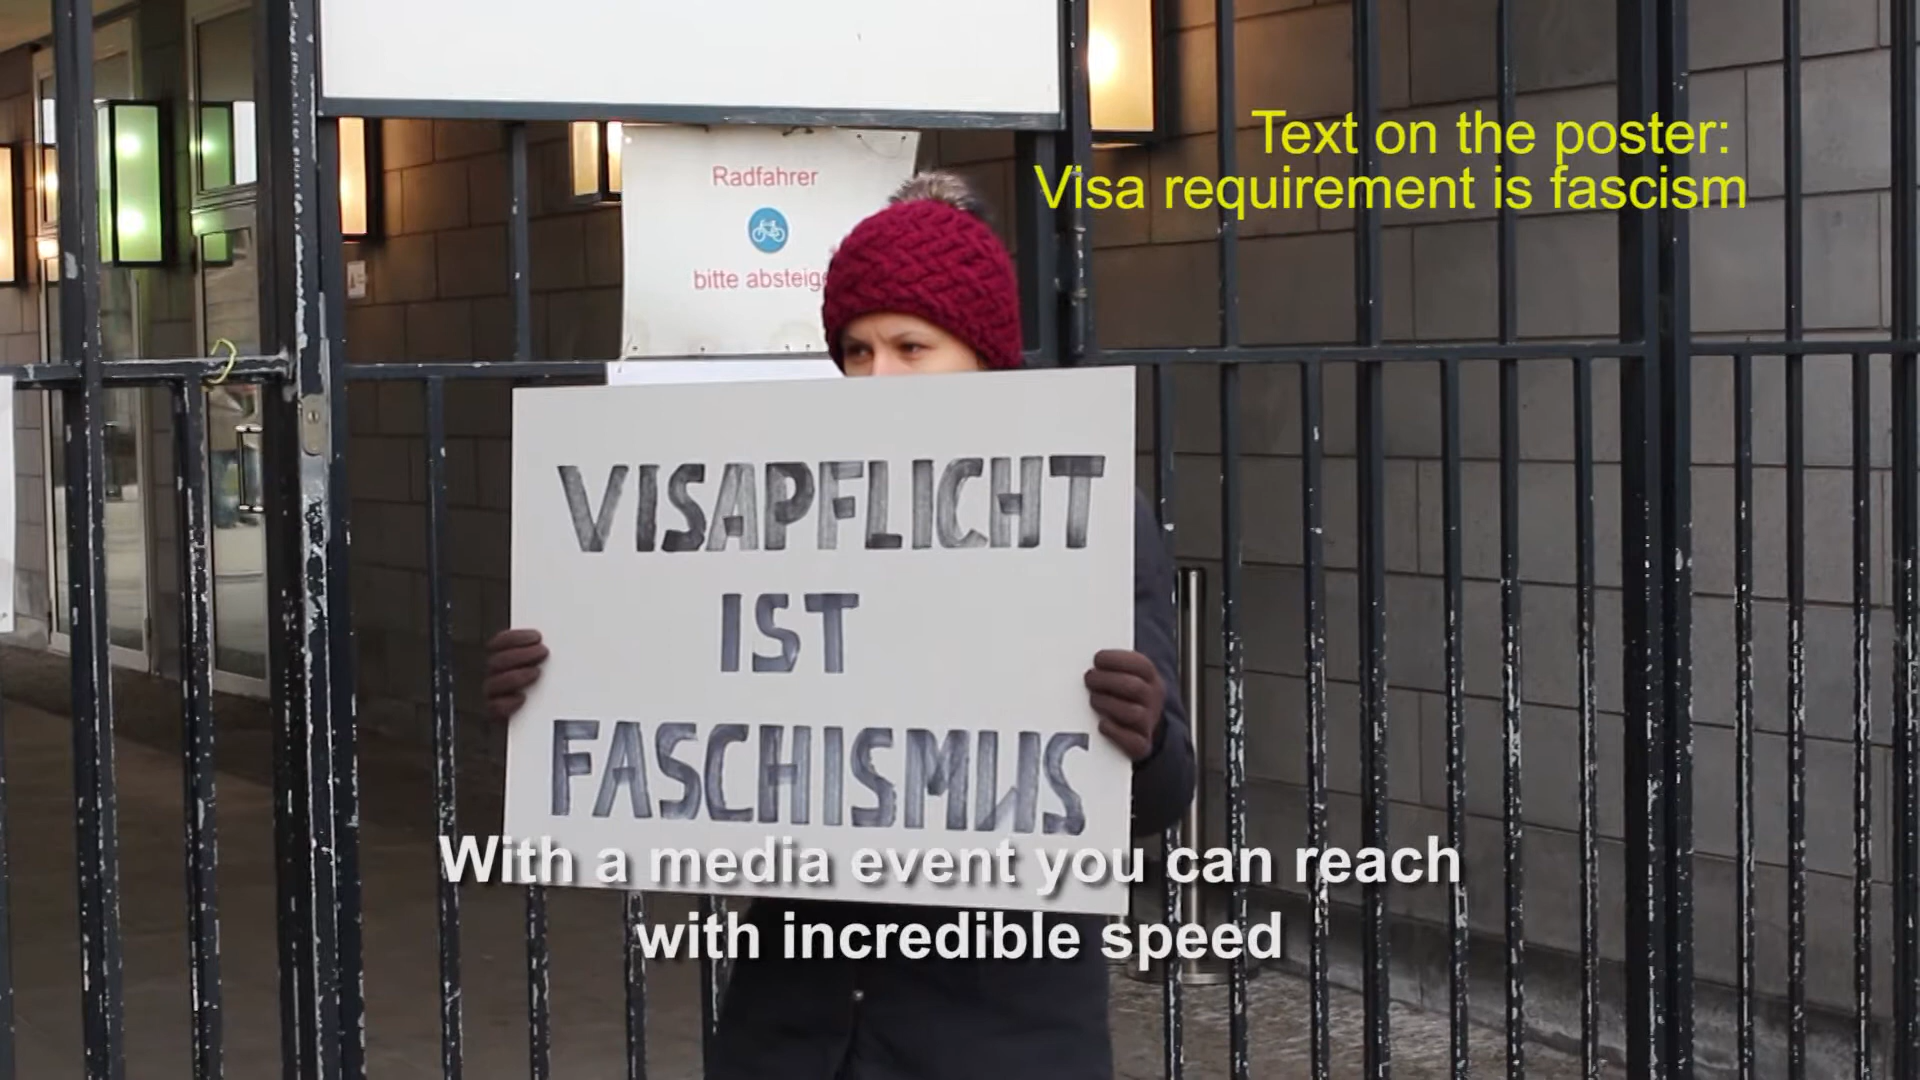 Text on the poster:
Visa requirement is fascism
Radfahrer
bitte absteige
VISAPFLICHT
IST
FASCHISMUS
With a media event you can reach
with incredible speed